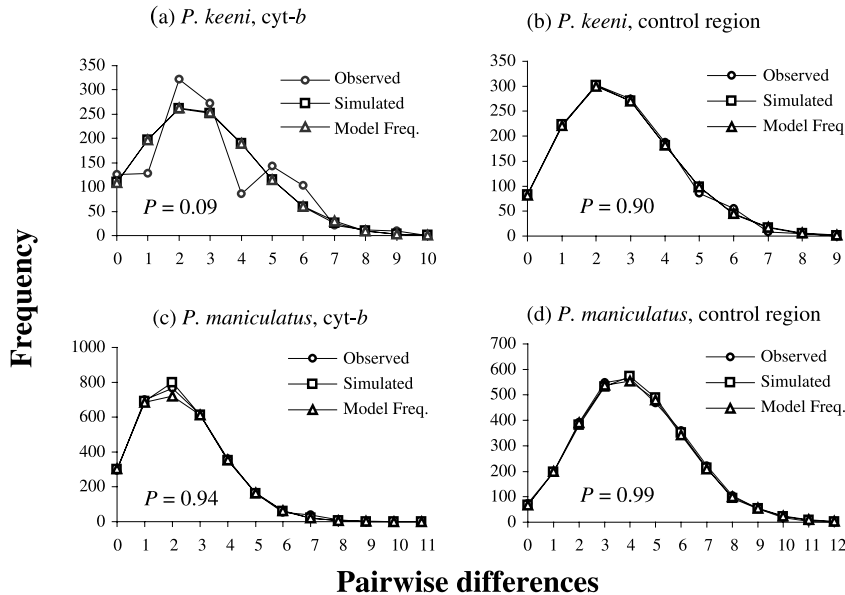 (a) P. keeni, cyt-b
350
300
250
200
150
100
50
0
Observed
Simulated
Model Freq.
P = 0.09
0 1 2 3 4 5 6 7 8 9 10
(b) P. keeni, control region
350
300
250
200
150
100
50
0
Observed
Simulated
Model Freq
P = 0.90
0 1 2 3 4 5 6 7 8 9
Frequency
(c) P. maniculatus, cyt-b
1000
800
600
400
200
0
Observed
Simulated
Model Freq.
P = 0.94
0 1 2 3 4 5 6 7 8 9 10 11
(d) P. maniculatus, control region
700
600
500
400
300
200
100
0
Observed
Simulated
Model Freq.
P = 0.99
0 1 2 3 4 5 6 7 8 9 10 11 12
Pairwise differences